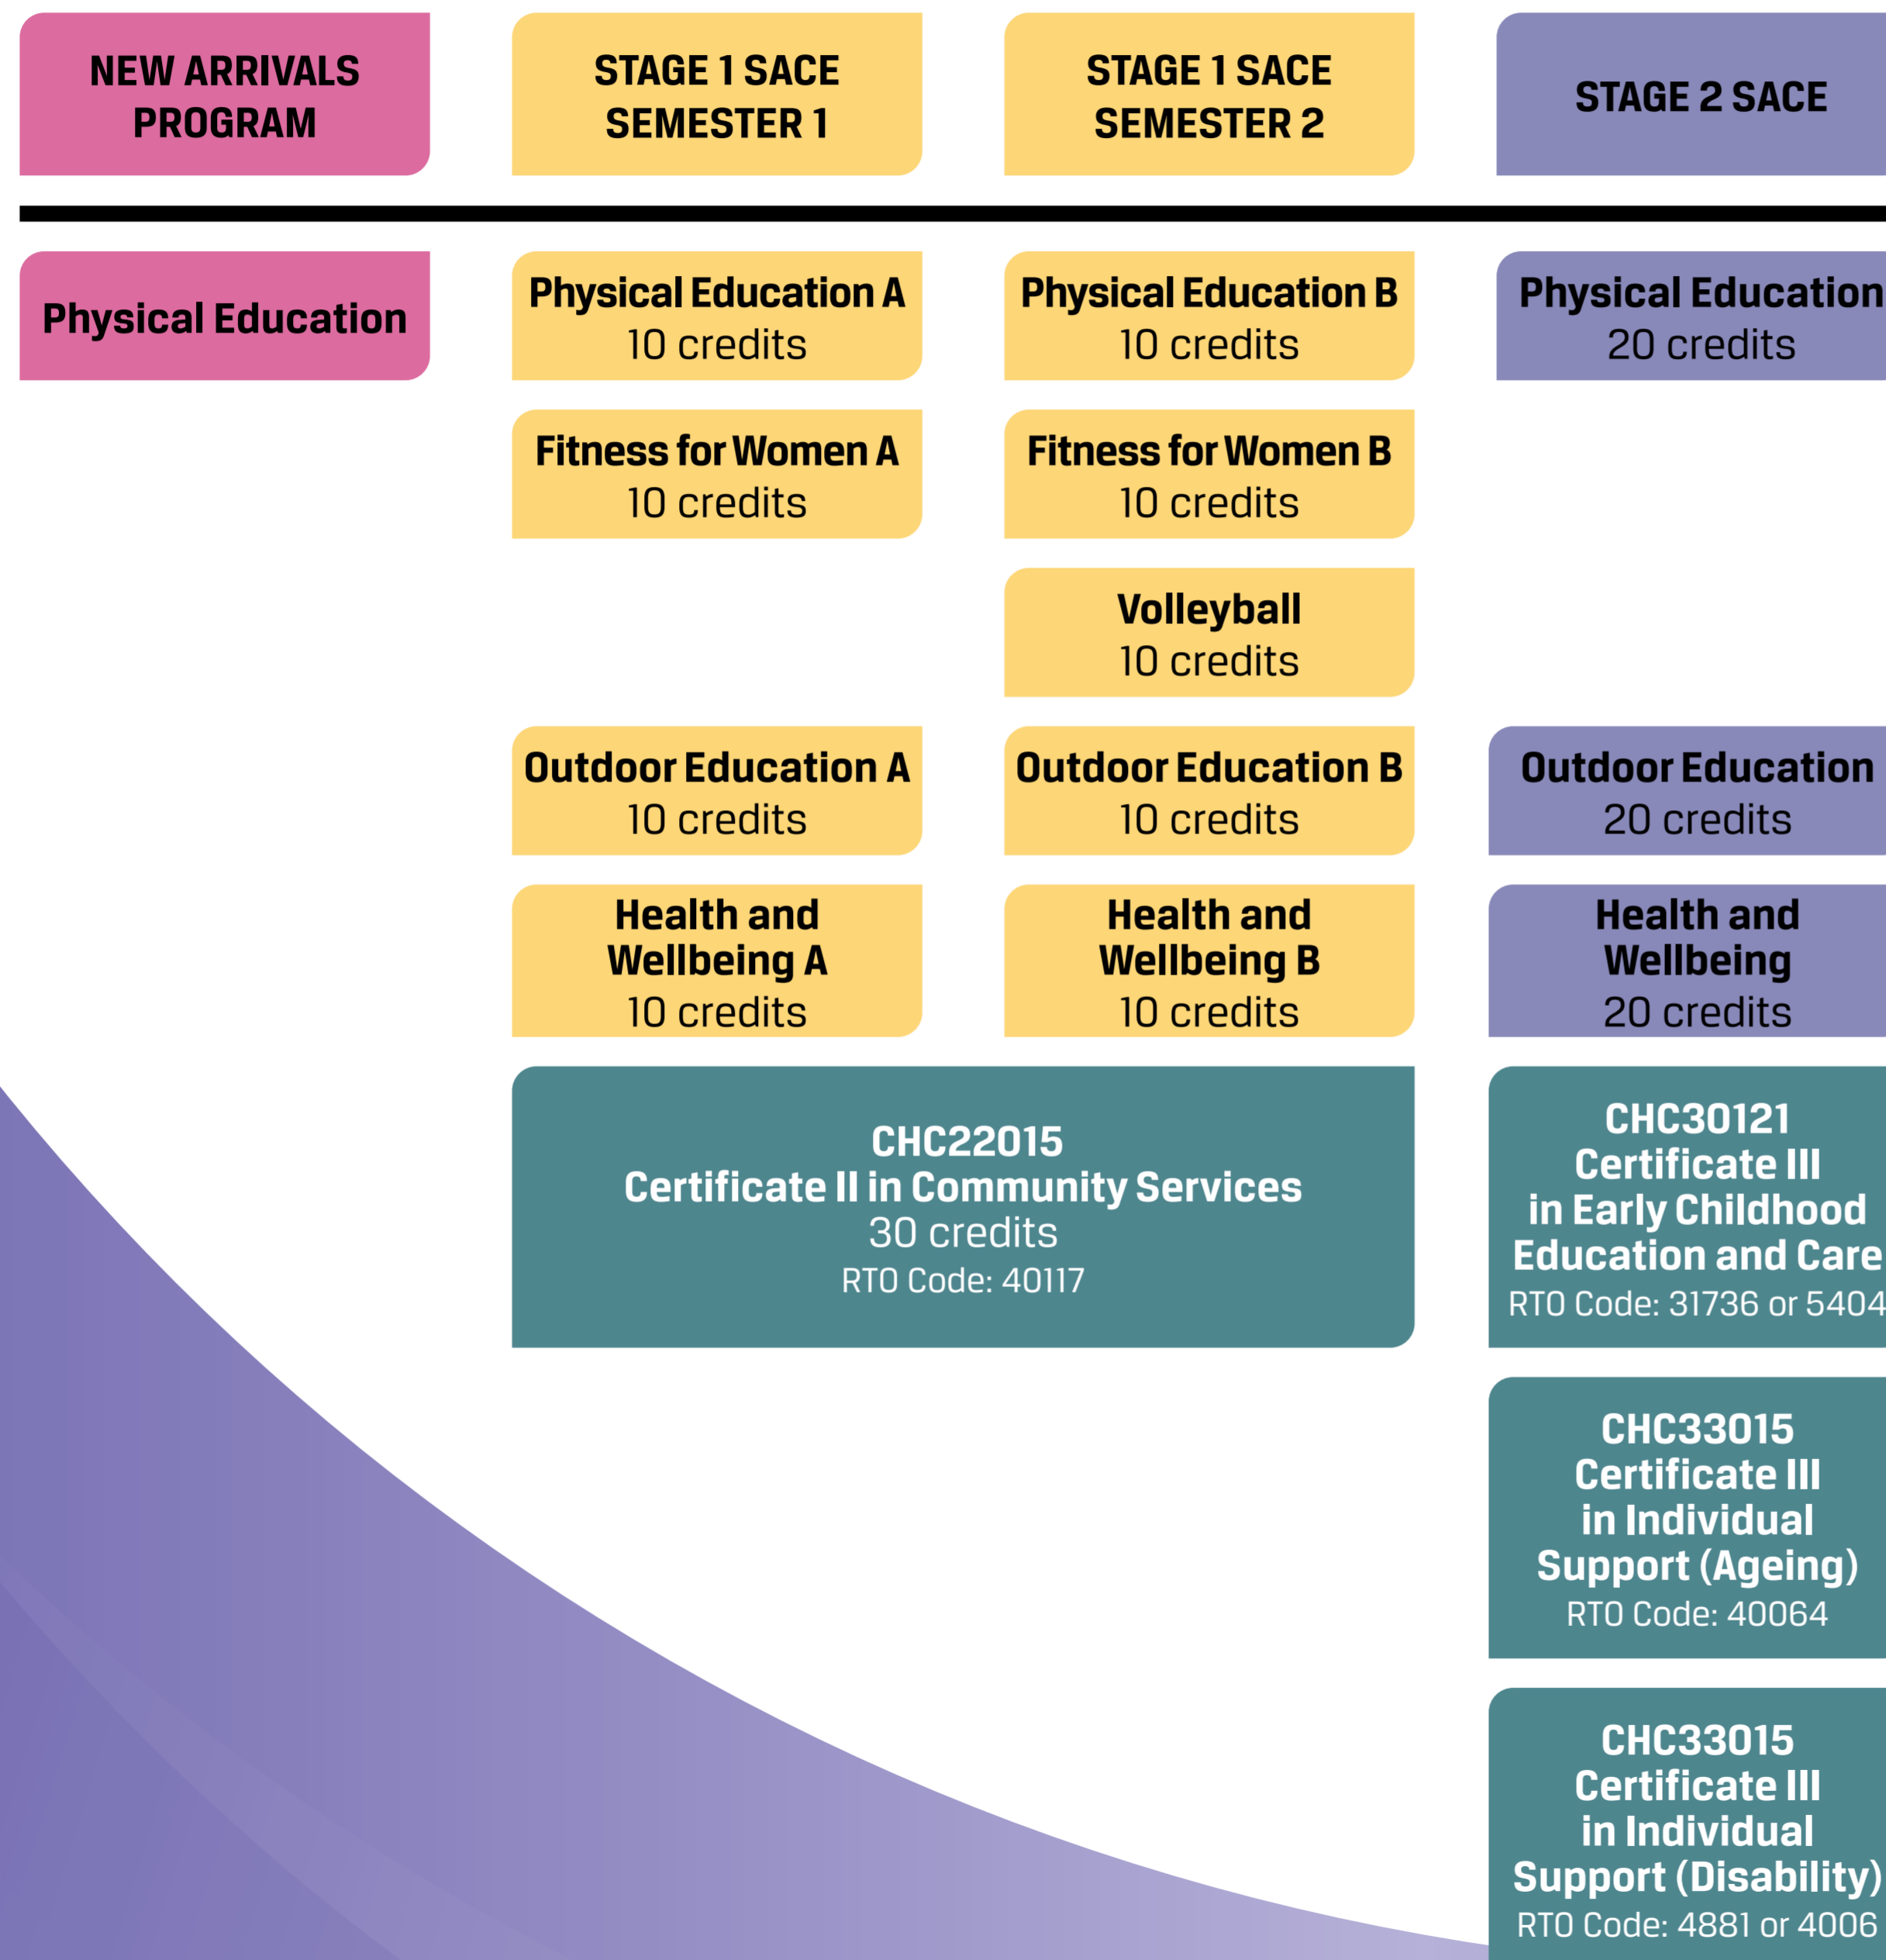 NEW ARRIVALS
PROGRAM
STAGE 1 SACE
SEMESTER 1
STAGE 1 SACE
SEMESTER 2
STAGE 2 SACE
Physical Education
Physical Education A
10 credits
Physical Education B
10 credits
Physical Education
20 credits
Fitness for Women A
10 credits
Fitness for Women B
10 credits
Volleyball
10 credits
Outdoor Education A
10 credits
Outdoor Education B
10 credits
Outdoor Education
20 credits
Health and
Wellbeing A
10 credits
Health and
Wellbeing B
10 credits
Health and
Wellbeing
20 credits
CHC22015
Certificate II in Community Services
30 credits
RTO Code: 40117
CHC30121
Certificate III
in Early Childhood
Education and Care
RTO Code: 31736 or 5404
CHC33015
Certificate III
in Individual
Support (Ageing)
RTO Code: 40064
CHC33015
Certificate III
in Individual
Support (Disability)
RTO Code: 4881 or 4006